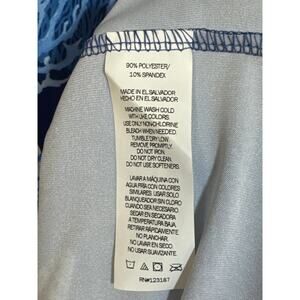 90% POLYESTER/
10% SPANDEX
MADE IN EL SALVADOR
HECHO EN EL SALVADOR
MACHINE WASH COLD
WITH LIKE COLORS.
USE ONLY NON-CHLORINE
BLEACH WHEN NEEDED.
TUMBLE DRY LOW.
REMOVE PROMPTLY.
DO NOT IRON.
DO NOT DRY CLEAN.
DO NOT USE SOFTENERS.
LAVAR A MÁQUINA CON
AGUA FRIA CON COLORES
SIMILARES. USAR SOLO
BLANQUEADOR SIN CLORO
CUANDO SEA NECESARIO.
SEDAR EN SECADORA
A TEMPERATURA BAJA.
RETIRAR RÁPIDAMENTE.
NO PLANCHAR.
NO LAVAR EN SECO.
NO USAR SUAVIZANTE.
RN#123187